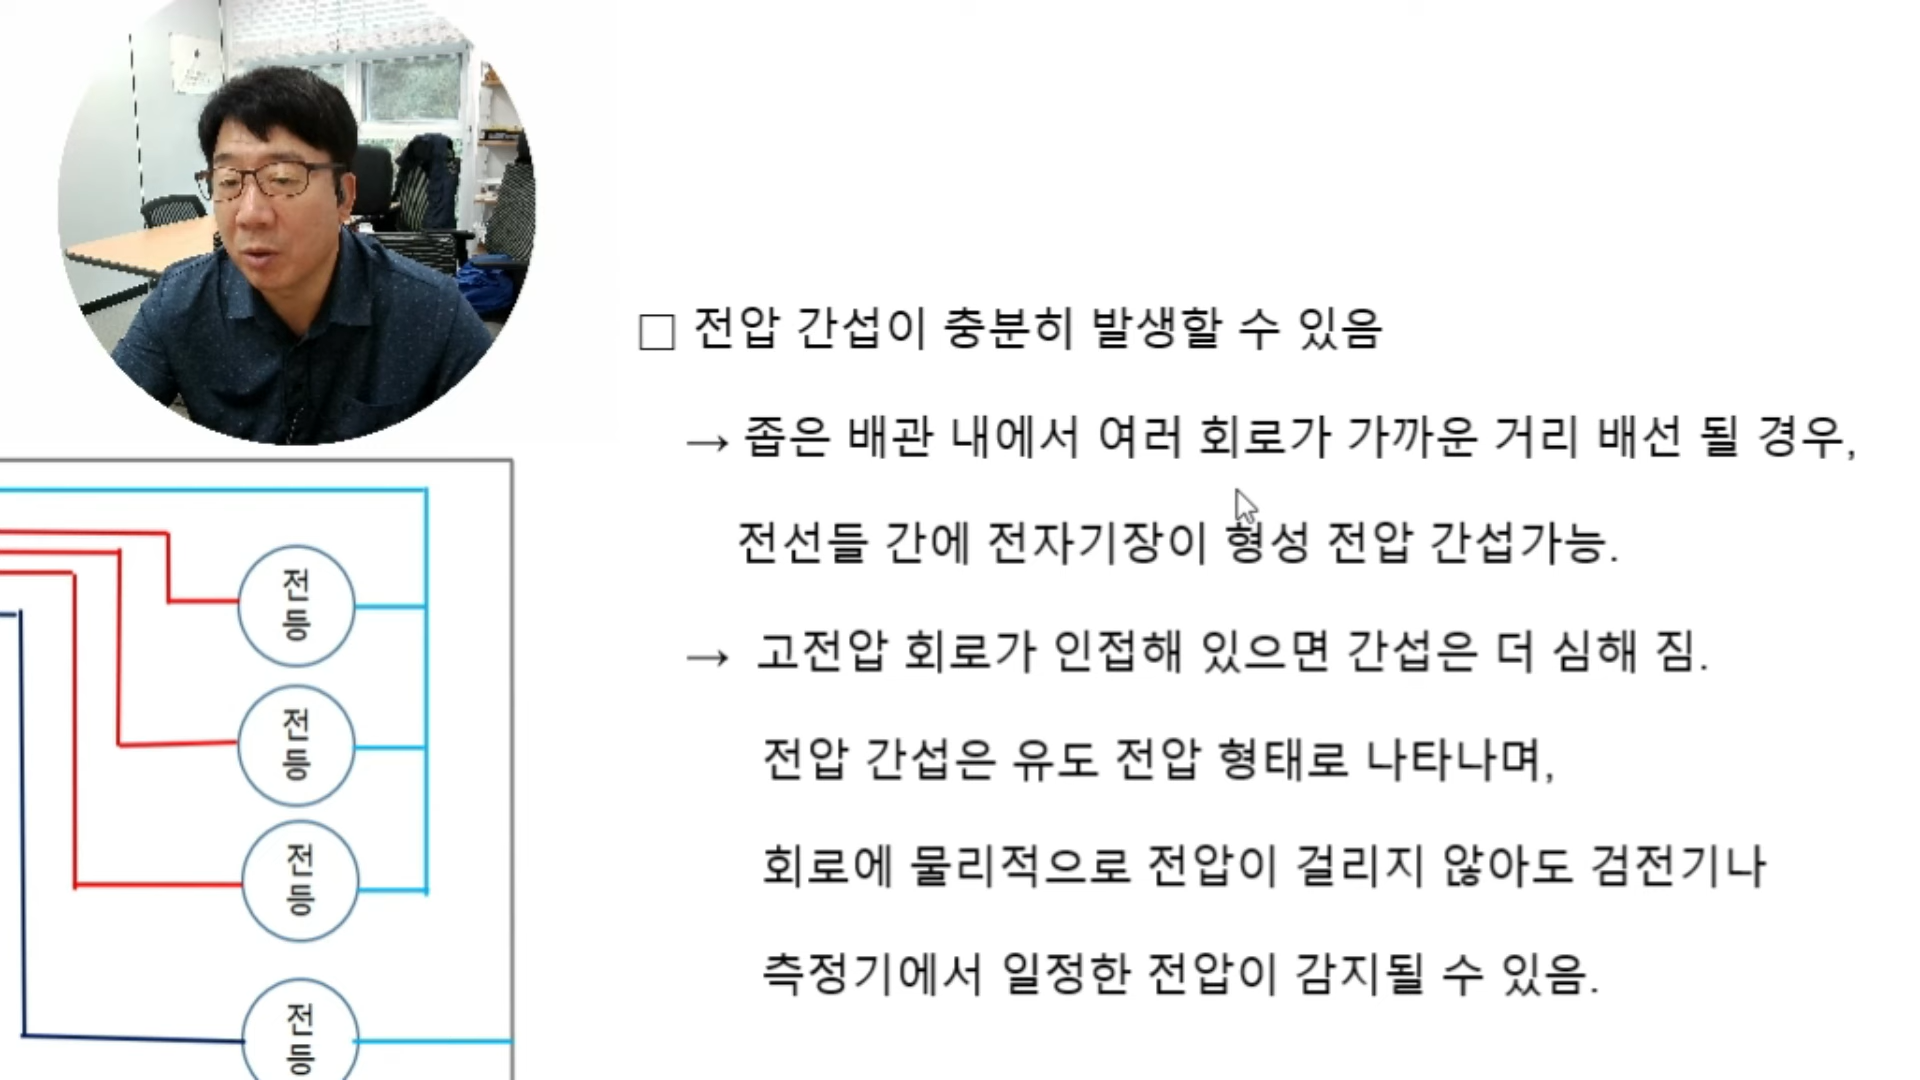 □ 전압 간섭이 충분히 발생할 수 있음
→ 좁은 배관 내에서 여러 회로가 가까운 거리 배선 될 경우,
전선들 간에 전자기장이 형성 전압 간섭가능.
→ 고전압 회로가 인접해 있으면 간섭은 더 심해 짐.
전압 간섭은 유도 전압 형태로 나타나며,
회로에 물리적으로 전압이 걸리지 않아도 검전기나
측정기에서 일정한 전압이 감지될 수 있음.
전
등
전
등
전
등
전
등